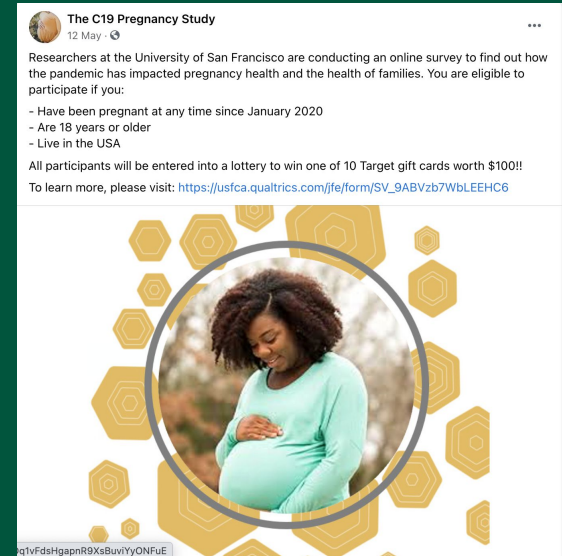 The C19 Pregnancy Study
12 May ·
Researchers at the University of San Francisco are conducting an online survey to find out how
the pandemic has impacted pregnancy health and the health of families. You are eligible to
participate if you:
- Have been pregnant at any time since January 2020
- Are 18 years or older
- Live in the USA
All participants will be entered into a lottery to win one of 10 Target gift cards worth $100!!
To learn more, please visit: https://usfca.qualtrics.com/jfe/form/SV_9ABVzb7WbLEEHC6